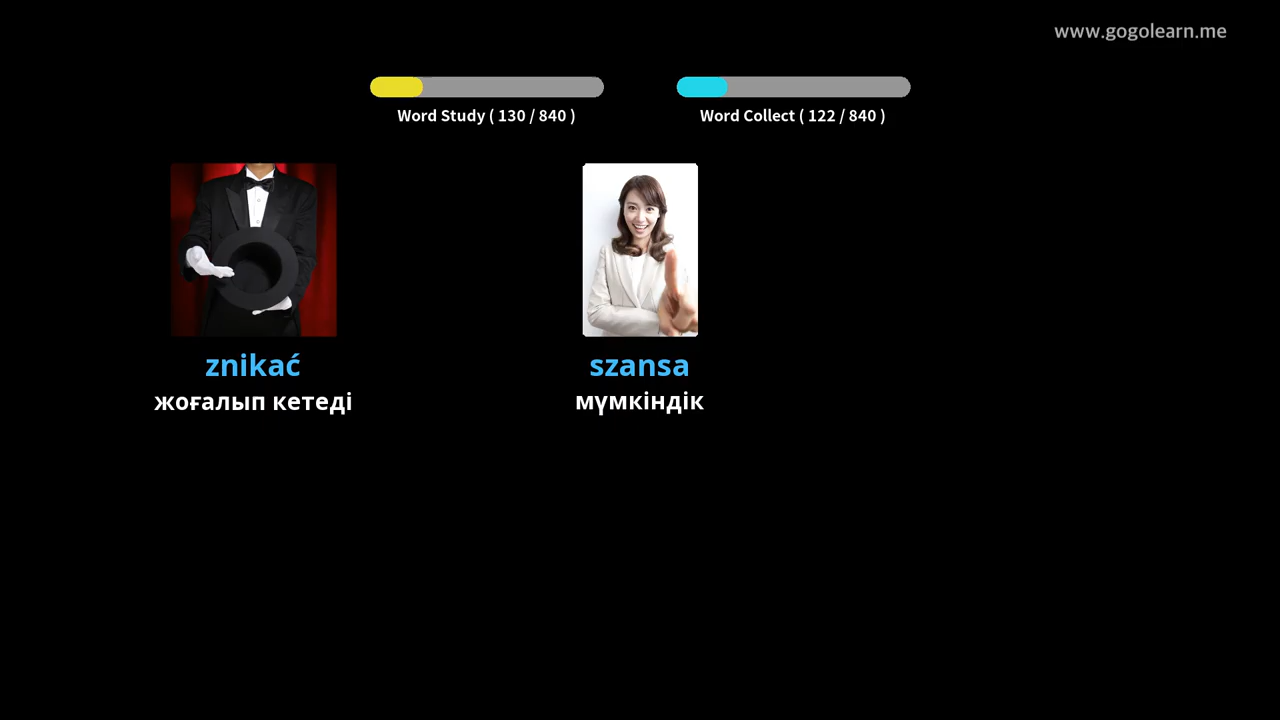 www.gogolearn.me
Word Study ( 130 / 840 )
Word Collect ( 122 / 840 )
znikać
жоғалып кетеді
szansa
мүмкіндік